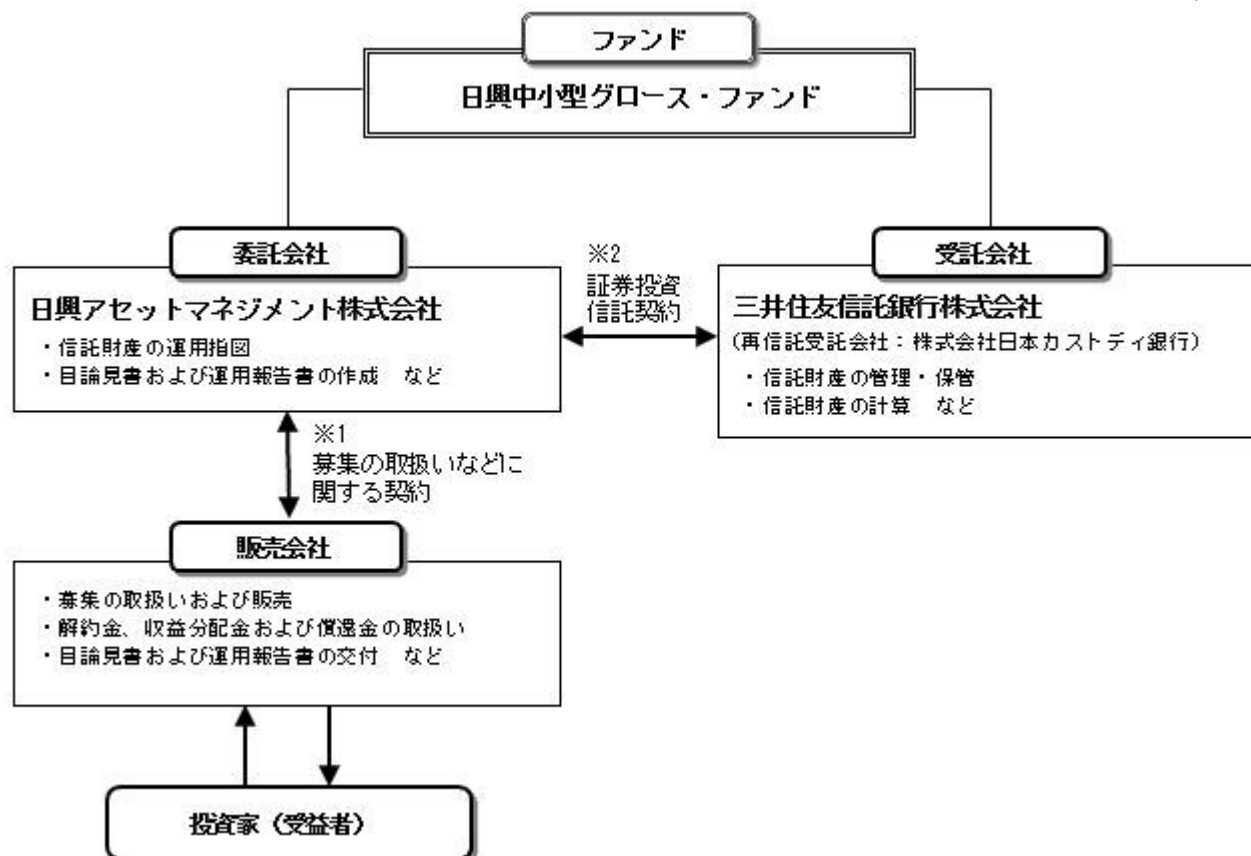 ファンド
日興中小型グロース・ファンド
委託会社
日興アセットマネジメント株式会社
・信託財産の運用指図
・目論見書および運用報告書の作成　など
※2
証券投資
信託契約
受託会社
三井住友信託銀行株式会社
(再信託受託会社：株式会社日本カストディ銀行)
・信託財産の管理・保管
・信託財産の計算　など
※1
募集の取扱いなどに
関する契約
販売会社
・募集の取扱いおよび販売
・解約金、収益分配金および償還金の取扱い
・目論見書および運用報告書の交付　など
投資家（受益者）